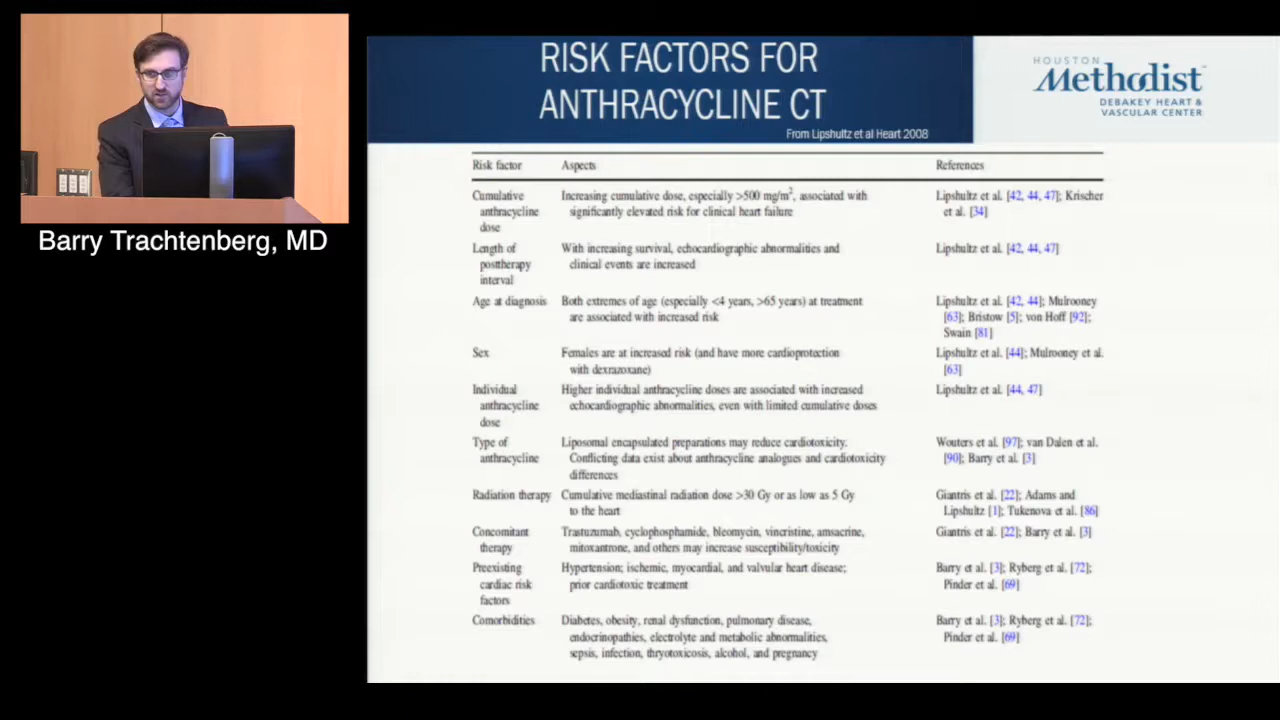 RISK FACTORS FOR
ANTHRACYCLINE CT
From Lipshultz et al Heart 2008
HOUSTON
Methodist
DEBAKEY HEART &
VASCULAR CENTER
Barry Trachtenberg, MD
Risk factor Aspects References
Cumulative Increasing cumulative dose, especially >500 mg/m², associated with Lipshultz et al. [42, 44, 47]; Krischer
anthracycline significantly elevated risk for clinical heart failure et al. [34]
dose
Length of With increasing survival, echocardiographic abnormalities and Lipshultz et al. [42, 44, 47]
posttherapy clinical events are increased
interval
Age at diagnosis Both extremes of age (especially <4 years, >65 years) at treatment Lipshultz et al. [42, 44]; Mulrooney
are associated with increased risk [63]; Bristow [5]; von Hoff [92];
Swain [81]
Sex Females are at increased risk (and have more cardioprotection Lipshultz et al. [44]; Mulrooney et al.
with dexrazoxane) [63]
Individual Higher individual anthracycline doses are associated with increased Lipshultz et al. [44, 47]
anthracycline echocardiographic abnormalities, even with limited cumulative doses
dose
Type of Liposomal encapsulated preparations may reduce cardiotoxicity. Wouters et al. [97]; van Dalen et al.
anthracycline Conflicting data exist about anthracycline analogues and cardiotoxicity [90]; Barry et al. [3]
differences
Radiation therapy Cumulative mediastinal radiation dose >30 Gy or as low as 5 Gy Giantris et al. [22]; Adams and
to the heart Lipshultz [1]; Tukenova et al. [86]
Concomitant Trastuzumab, cyclophosphamide, bleomycin, vincristine, amsacrine, Giantris et al. [22]; Barry et al. [3]
therapy mitoxantrone, and others may increase susceptibility/toxicity
Preexisting Hypertension; ischemic, myocardial, and valvular heart disease; Barry et al. [3]; Ryberg et al. [72];
cardiac risk prior cardiotoxic treatment Pinder et al. [69]
factors
Comorbidities Diabetes, obesity, renal dysfunction, pulmonary disease, Barry et al. [3]; Ryberg et al. [72];
endocrinopathies, electrolyte and metabolic abnormalities, Pinder et al. [69]
sepsis, infection, thryotoxicosis, alcohol, and pregnancy